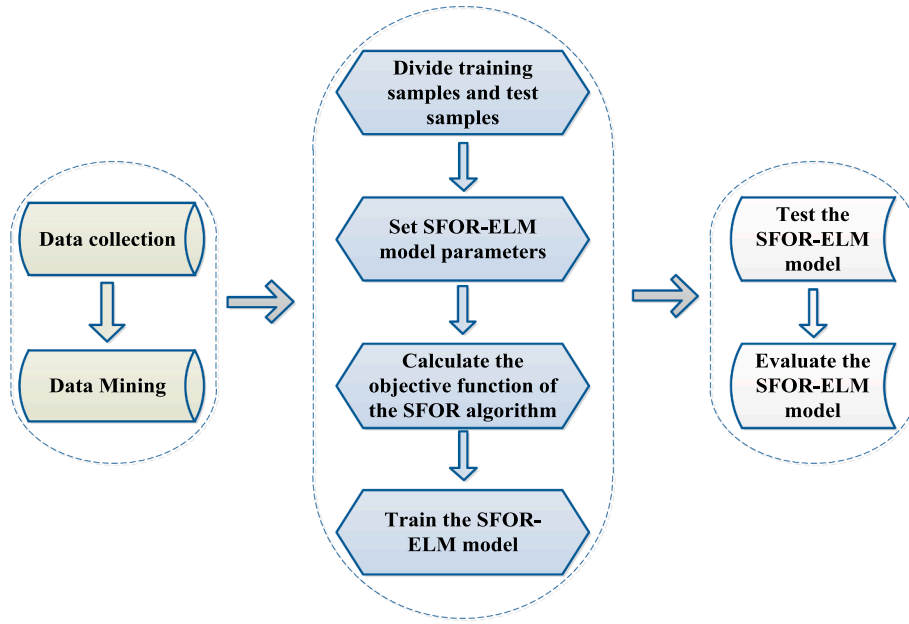 Data collection
Data Mining
Divide training
samples and test
samples
Set SFOR-ELM
model parameters
Calculate the
objective function of
the SFOR algorithm
Train the SFOR-
ELM model
Test the
SFOR-ELM
model
Evaluate the
SFOR-ELM
model